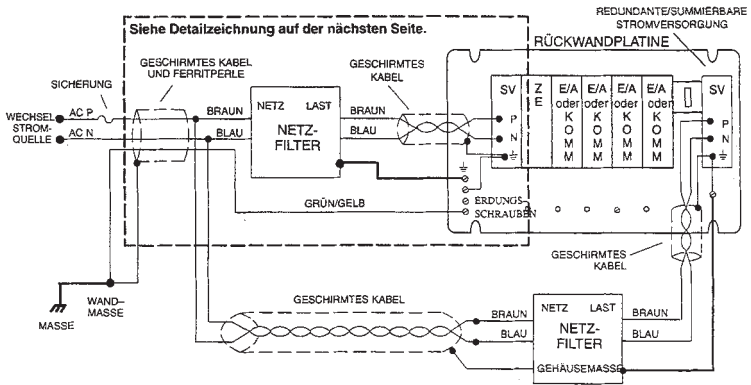 REDUNDANTE/SUMMIERBARE
STROMVERSORGUNG
Siehe Detailzeichnung auf der nächsten Seite.
RÜCKWANDPLATINE
GESCHIRMTES KABEL
UND FERRITPERLE
GESCHIRMTES
KABEL
SICHERUNG
SV
Z
E
E/A
oder
K
O
M
M
E/A
oder
K
O
M
M
E/A
oder
K
O
M
M
E/A
oder
K
O
M
M
SV
WECHSEL
STROM-
QUELLE
AC P
AC N
BRAUN
BLAU
NETZ LAST
NETZ-
FILTER
BRAUN
BLAU
P
N
P
N
GRÜN/GELB
ERDUNGS-
SCHRAUBEN
GESCHIRMTES
KABEL
WAND-
MASSE
MASSE
GESCHIRMTES KABEL
BRAUN
BLAU
NETZ LAST
NETZ-
FILTER
GEHÄUSEMASSE
BRAUN
BLAU